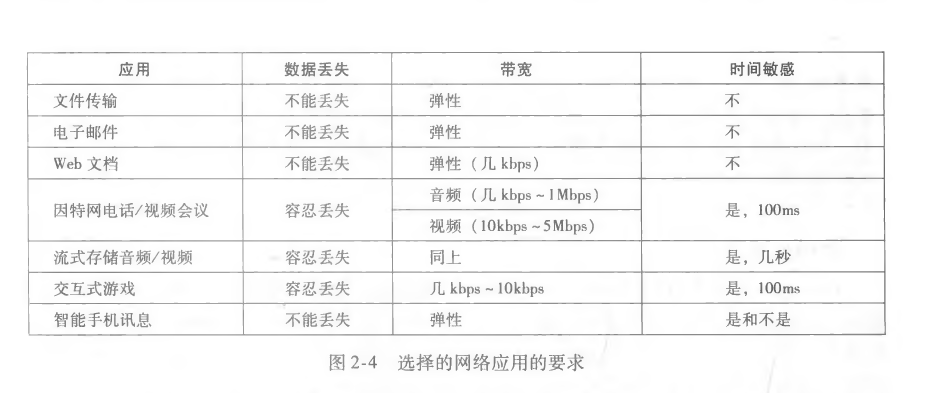 应用 数据丢失 带宽 时间敏感
文件传输 不能丢失 弹性 不
电子邮件 不能丢失 弹性 不
Web 文档 不能丢失 弹性（几 kbps） 不
因特网电话/视频会议 容忍丢失 音频（几 kbps ~ 1Mbps） 是，100ms
视频（10kbps ~ 5Mbps）
流式存储音频/视频 容忍丢失 同上 是，几秒
交互式游戏 容忍丢失 几 kbps ~ 10kbps 是，100ms
智能手机讯息 不能丢失 弹性 是和不是
图 2-4 选择的网络应用的要求